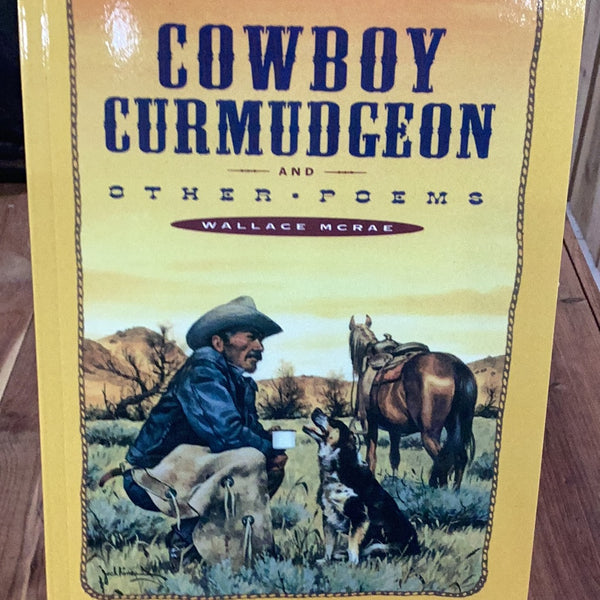 COWBOY
CURMUDGEON
AND
OTHER • POEMS
WALLACE MCRAE